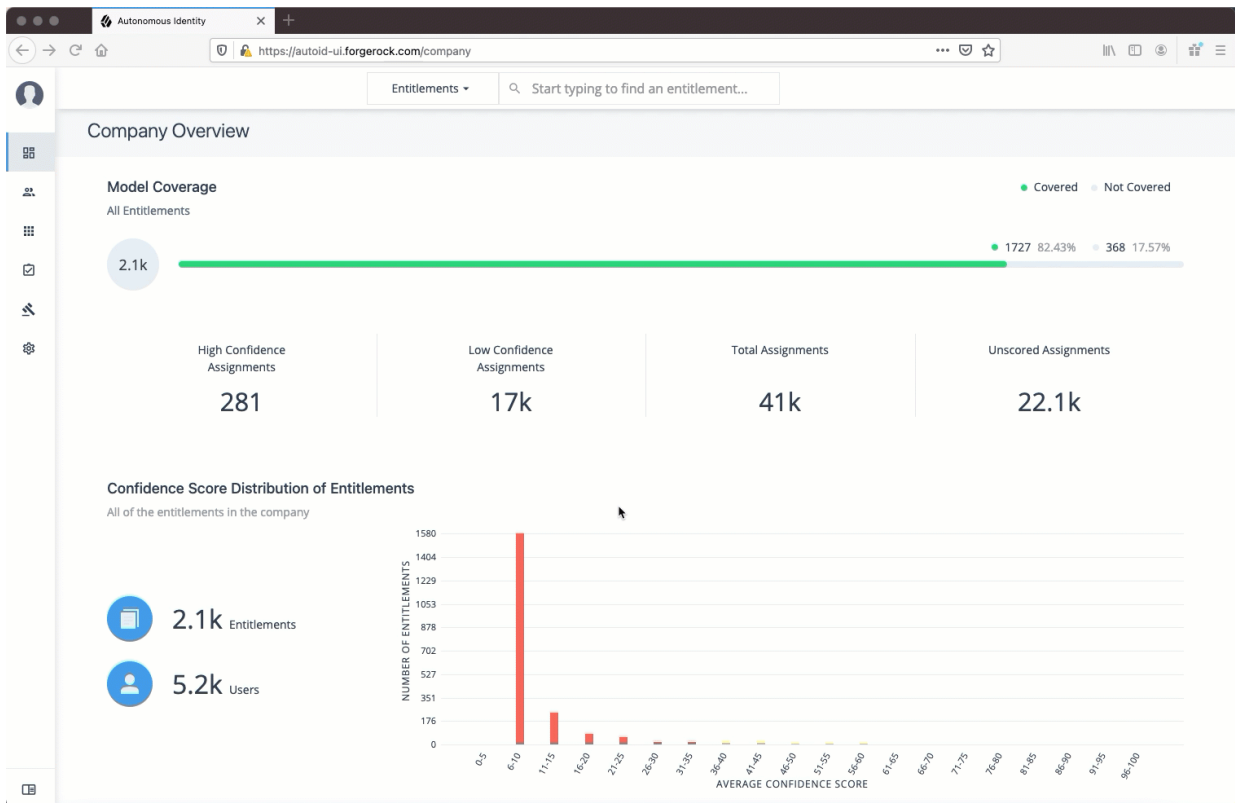 Autonomous Identity
https://autoid-ui.forgerock.com/company
Entitlements
Start typing to find an entitlement...
Company Overview
Model Coverage
Covered Not Covered
All Entitlements
1727 82.43% 368 17.57%
2.1k
High Confidence Assignments
281
Low Confidence Assignments
17k
Total Assignments
41k
Unscored Assignments
22.1k
Confidence Score Distribution of Entitlements
All of the entitlements in the company
2.1k Entitlements
5.2k Users
NUMBER OF ENTITLEMENTS
1580
1404
1229
1053
878
702
527
351
176
0
0-5 6-10 11-15 16-20 21-25 26-30 31-35 36-40 41-45 46-50 51-55 56-60 61-65 66-70 71-75 76-80 81-85 86-90 91-95 96-100
AVERAGE CONFIDENCE SCORE